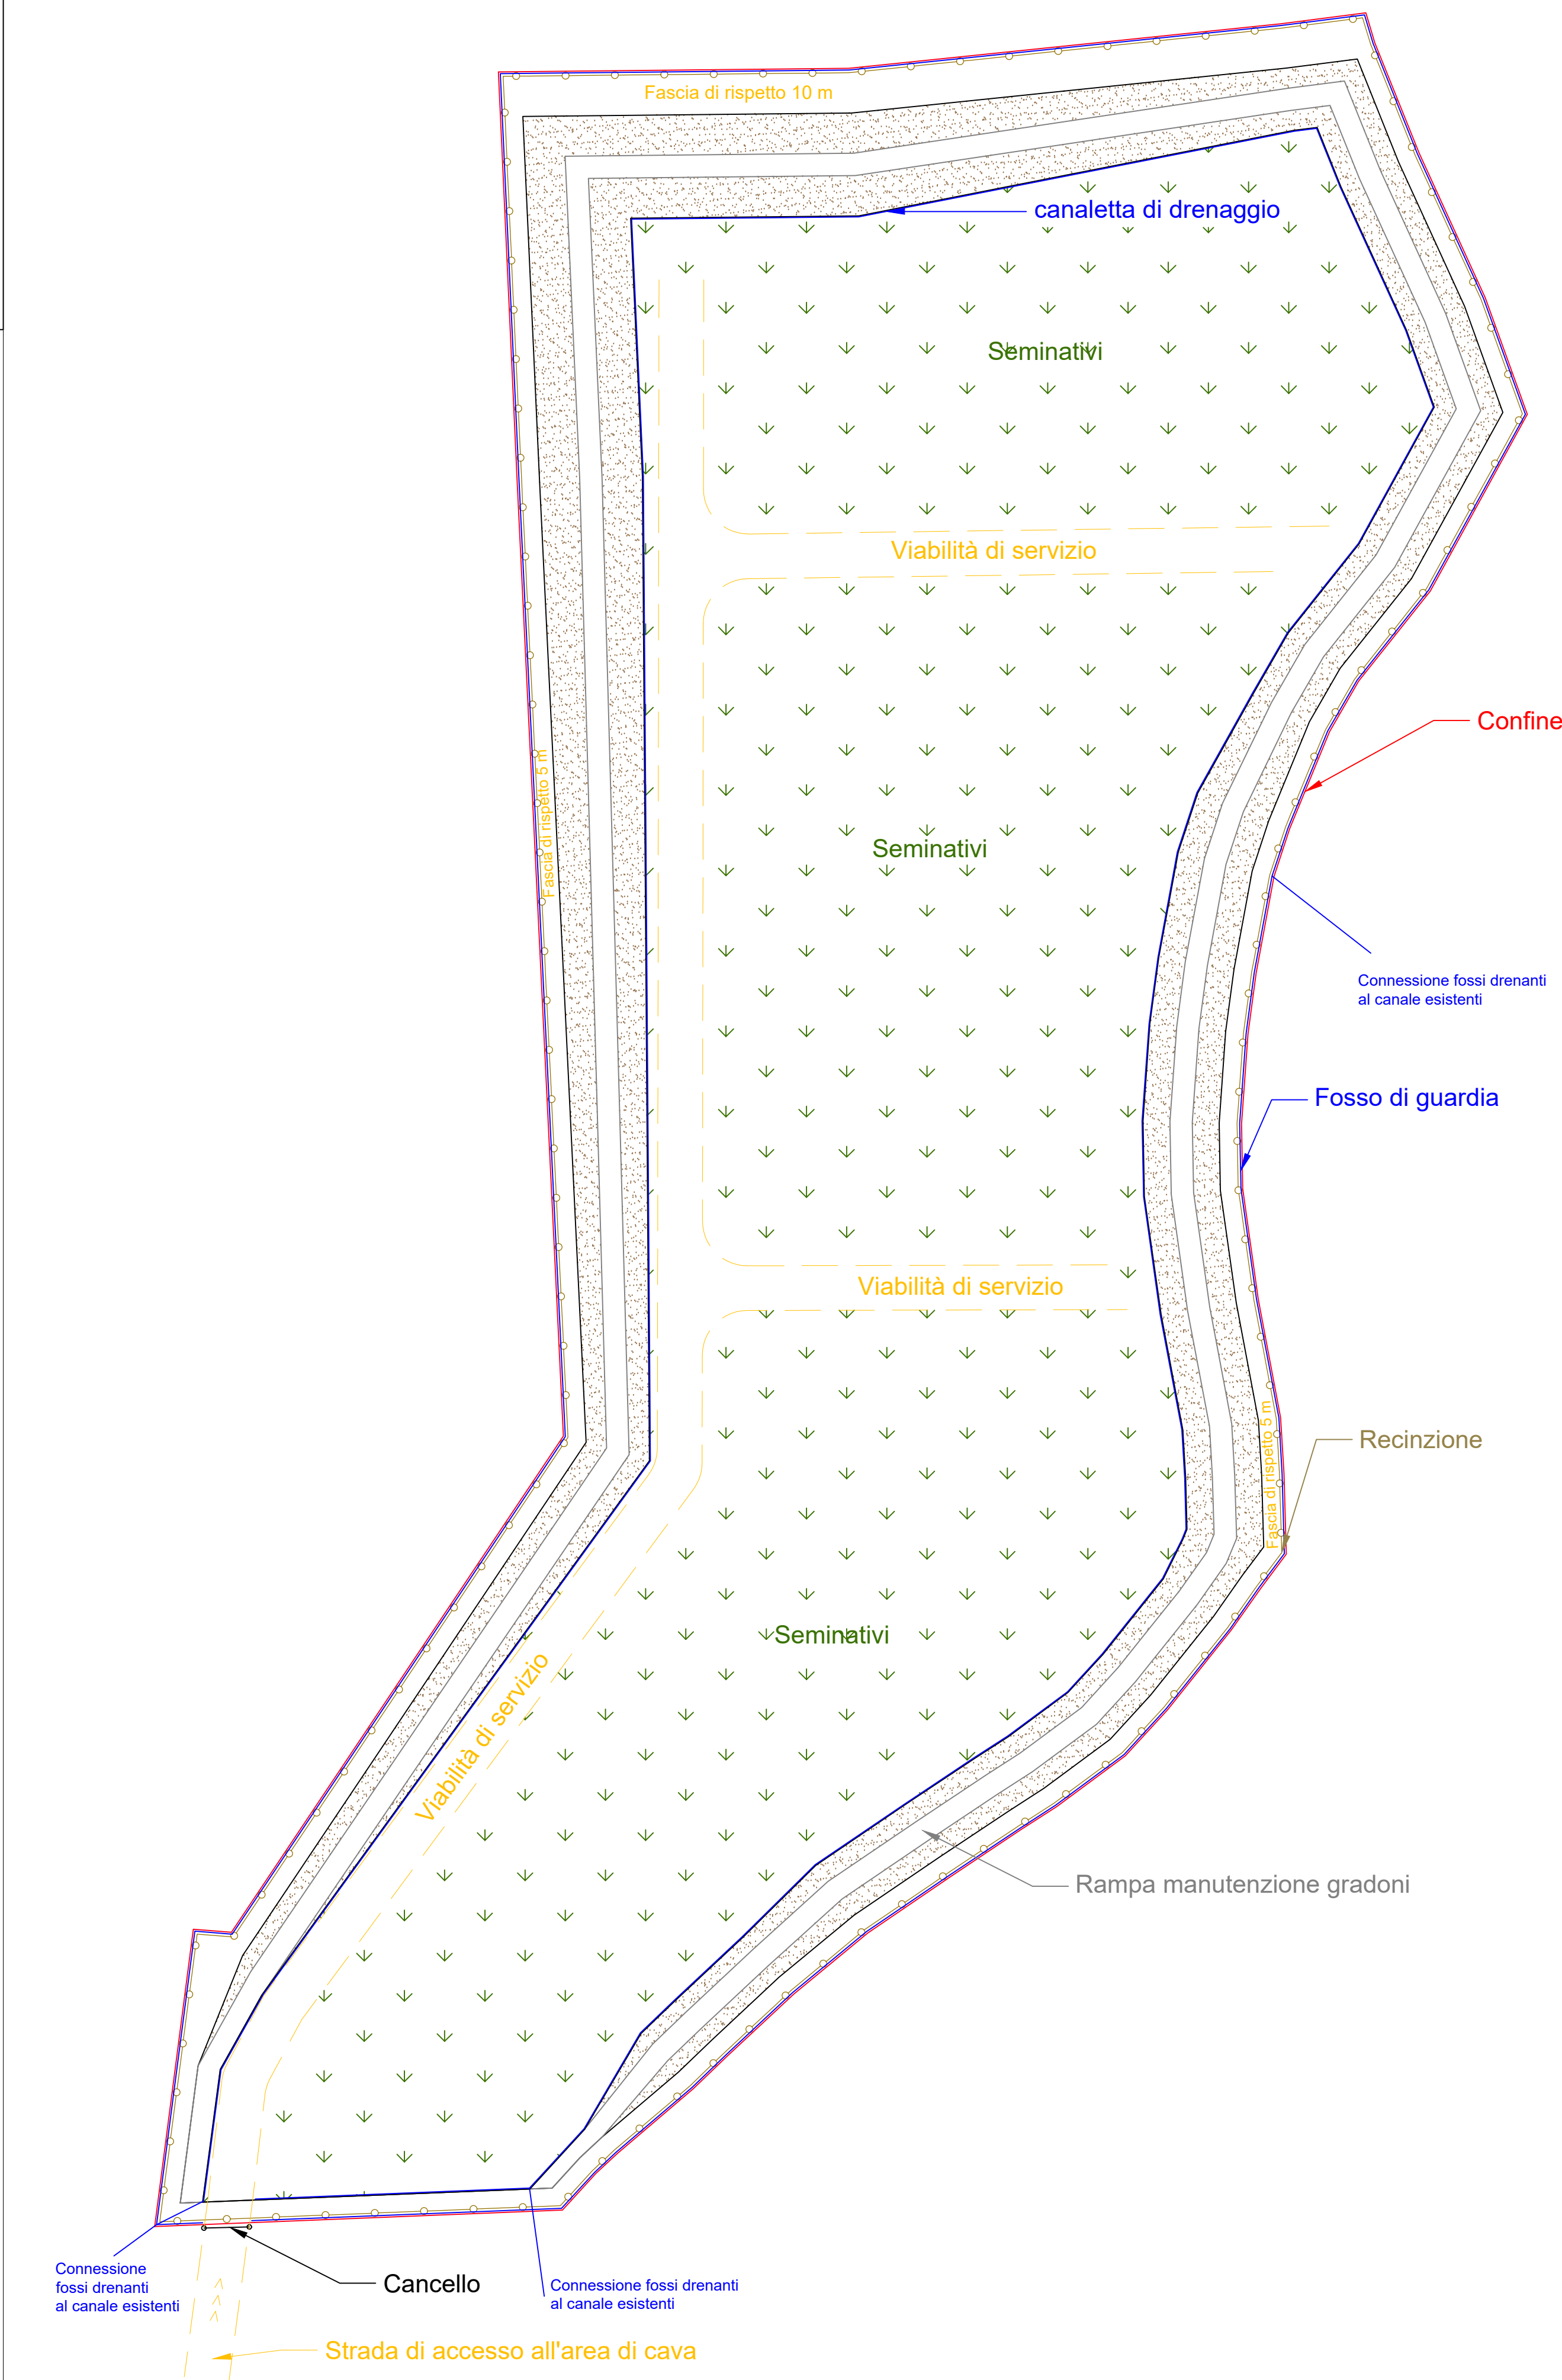 Fascia di rispetto 10 m
canaletta di drenaggio
Seminativi
Viabilità di servizio
Confine
Fascia di rispetto 5 m
Seminativi
Connessione fossi drenanti
al canale esistenti
Fosso di guardia
Viabilità di servizio
Fascia di rispetto 5 m
Recinzione
Seminativi
Viabilità di servizio
Rampa manutenzione gradoni
Connessione
fossi drenanti
al canale esistenti
Cancello
Connessione fossi drenanti
al canale esistenti
Strada di accesso all'area di cava